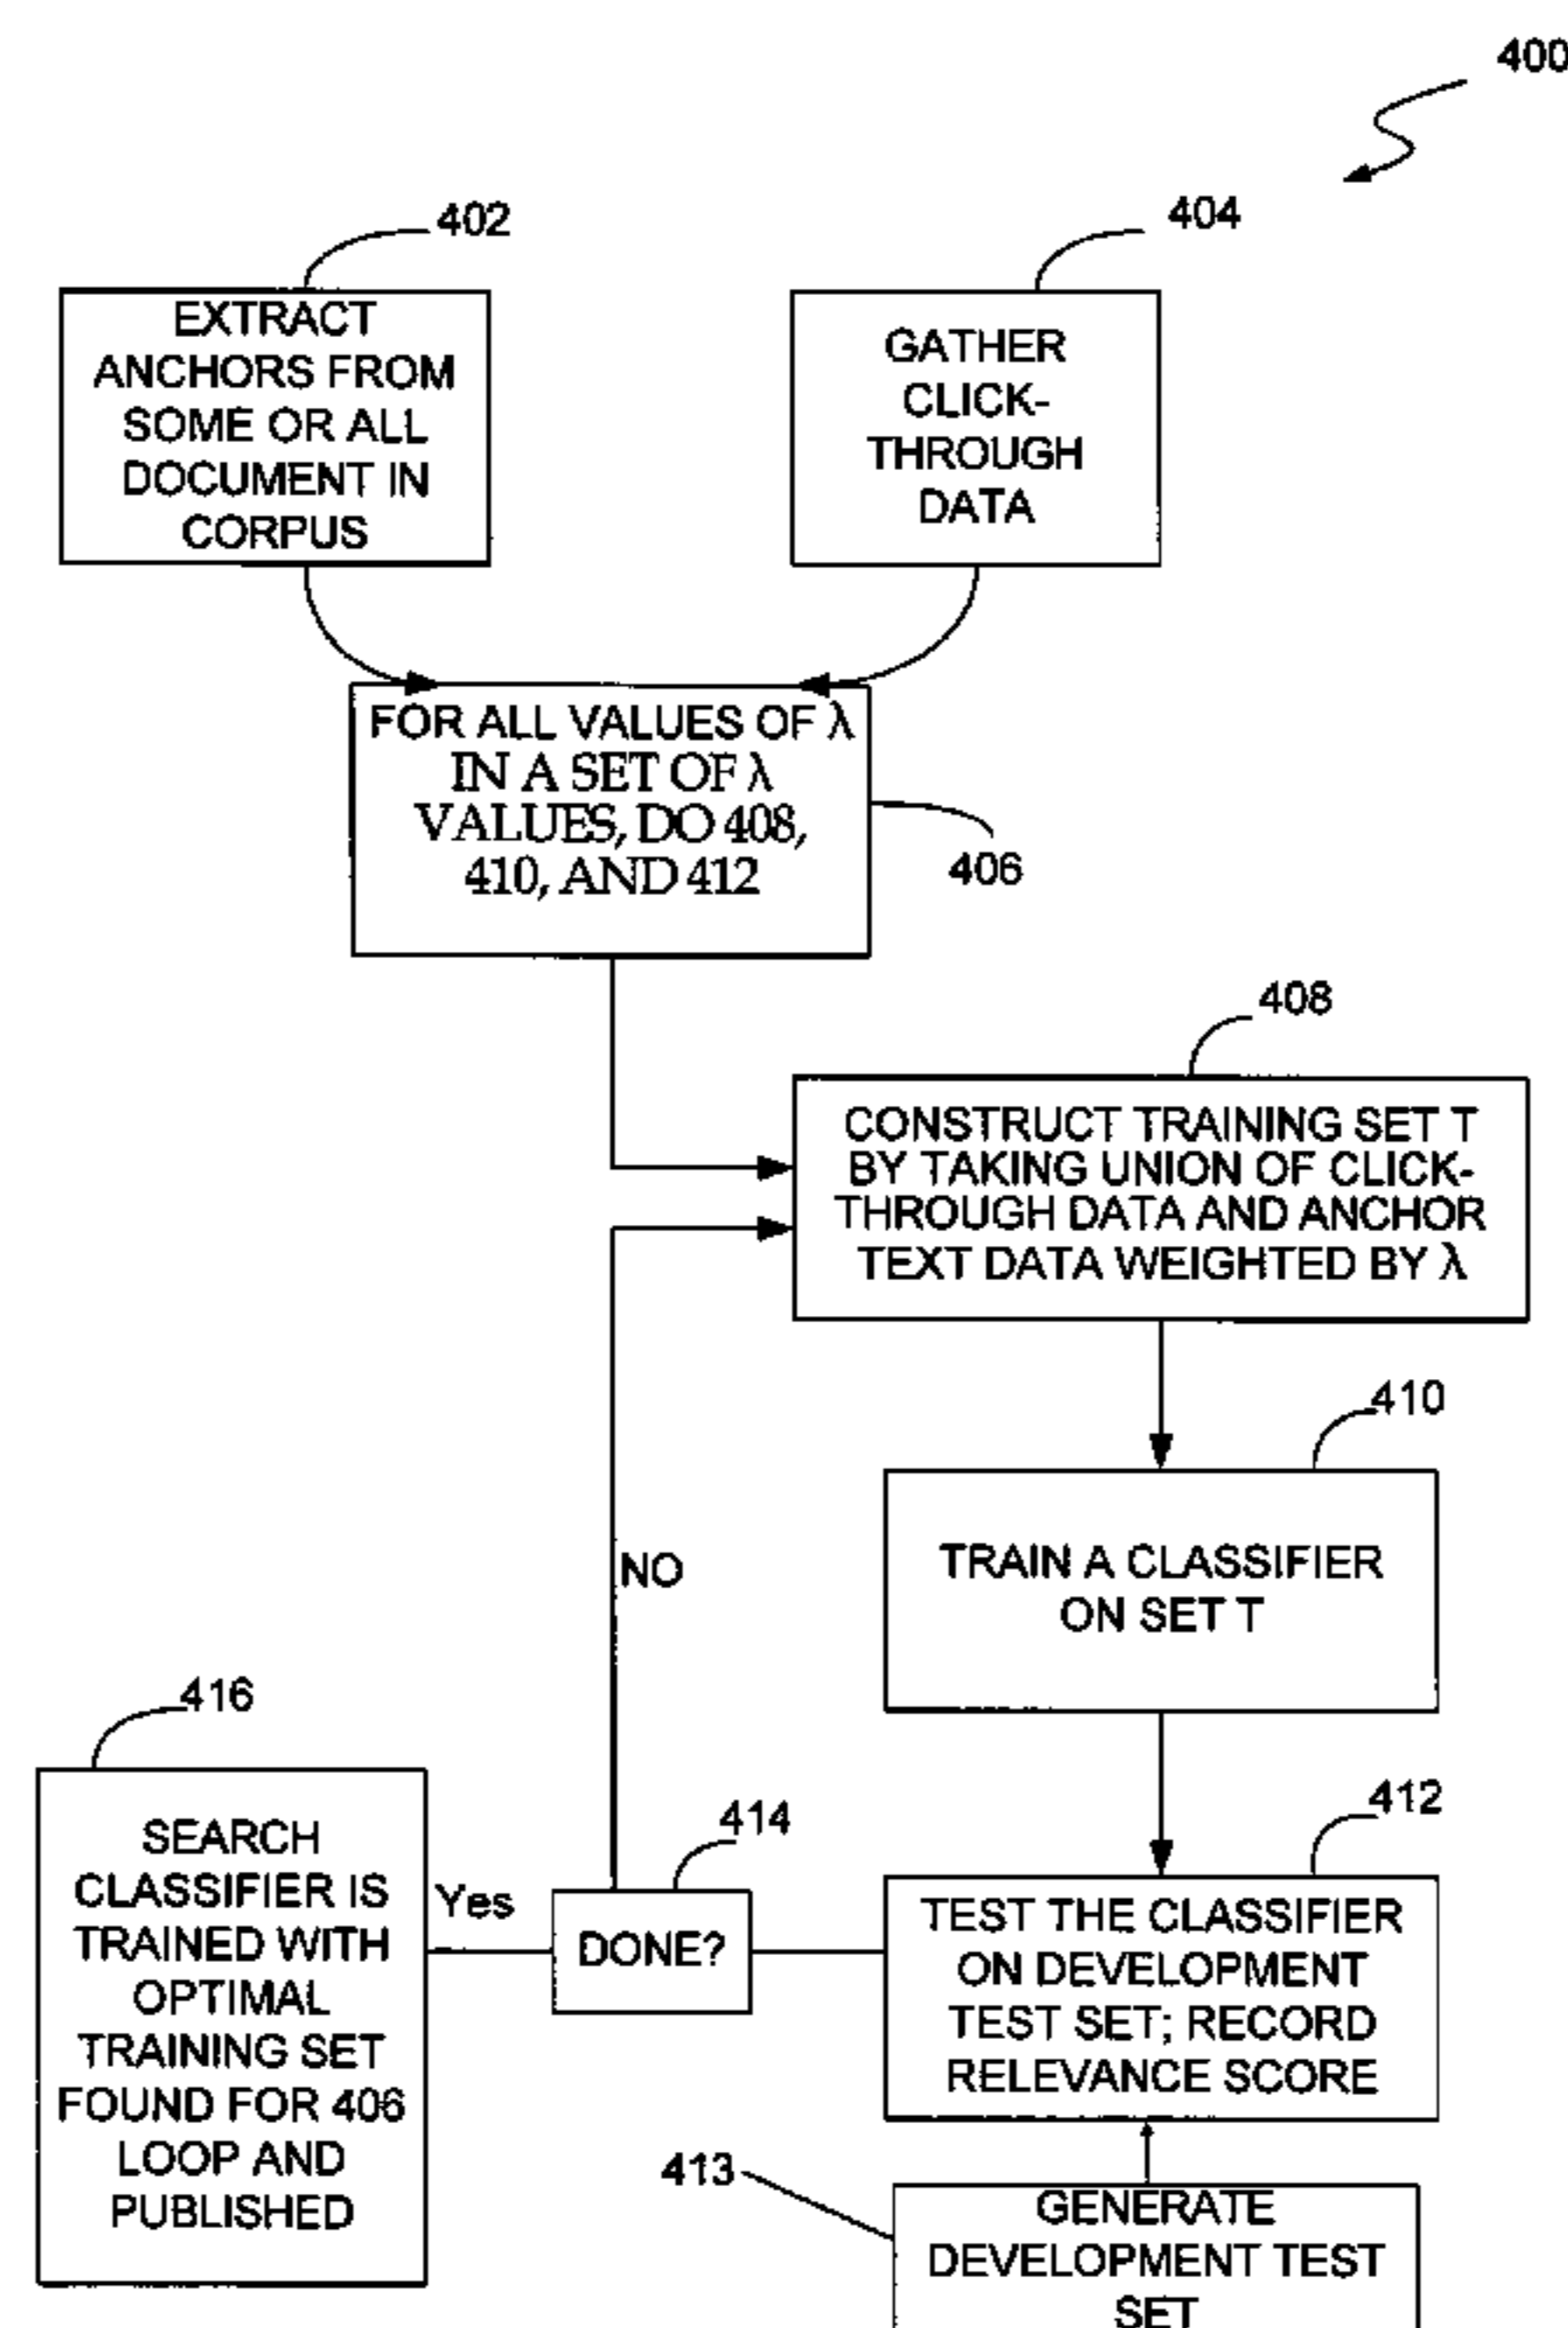 400
402
404
EXTRACT
ANCHORS FROM
SOME OR ALL
DOCUMENT IN
CORPUS
GATHER
CLICK-
THROUGH
DATA
FOR ALL VALUES OF λ
IN A SET OF λ
VALUES, DO 408,
410, AND 412
406
408
CONSTRUCT TRAINING SET T
BY TAKING UNION OF CLICK-
THROUGH DATA AND ANCHOR
TEXT DATA WEIGHTED BY λ
410
TRAIN A CLASSIFIER
ON SET T
NO
416
SEARCH
CLASSIFIER IS
TRAINED WITH
OPTIMAL
TRAINING SET
FOUND FOR 406
LOOP AND
PUBLISHED
Yes
414
DONE?
412
TEST THE CLASSIFIER
ON DEVELOPMENT
TEST SET; RECORD
RELEVANCE SCORE
413
GENERATE
DEVELOPMENT TEST
SET